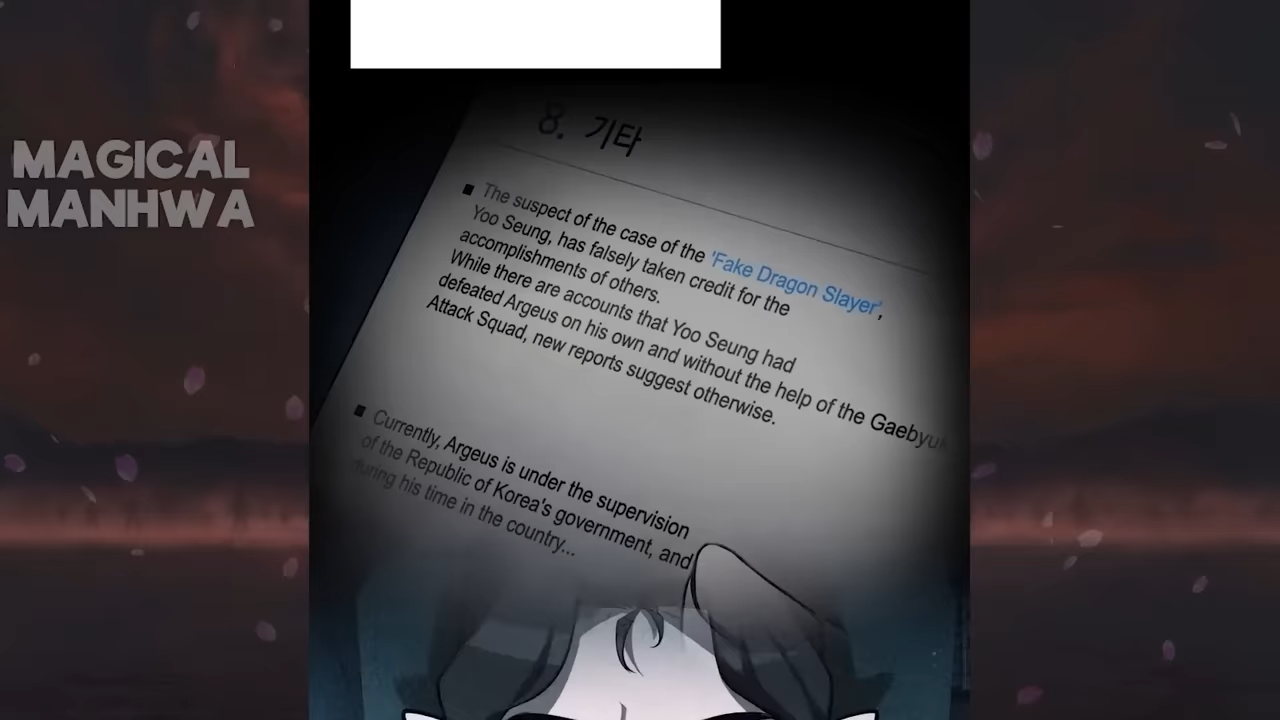 MAGICAL
MANHWA
8. 기타
The suspect of the case of the 'Fake Dragon Slayer',
Yoo Seung, has falsely taken credit for the
accomplishments of others.
While there are accounts that Yoo Seung had
defeated Argeus on his own and without the help of the Gaebyuk
Attack Squad, new reports suggest otherwise.
Currently, Argeus is under the supervision
of the Republic of Korea's government, and
during his time in the country...